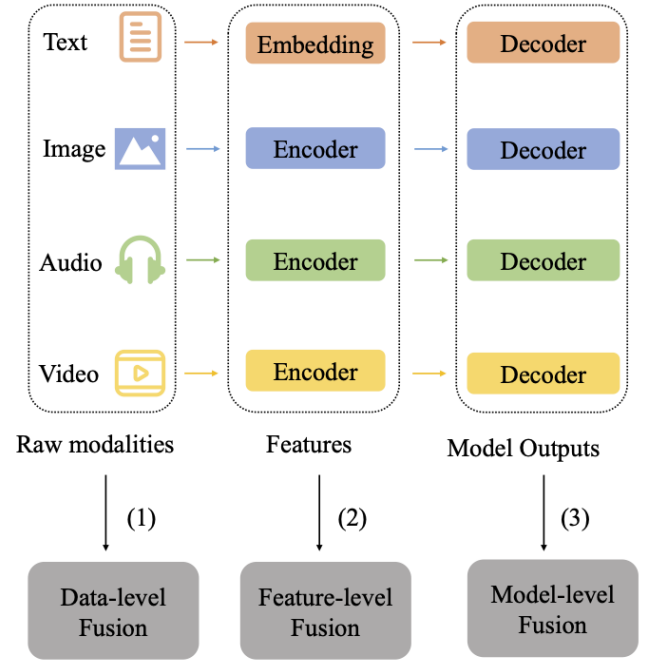 Text
Embedding
Decoder
Image
Encoder
Decoder
Audio
Encoder
Decoder
Video
Encoder
Decoder
Raw modalities
Features
Model Outputs
(1)
(2)
(3)
Data-level
Fusion
Feature-level
Fusion
Model-level
Fusion